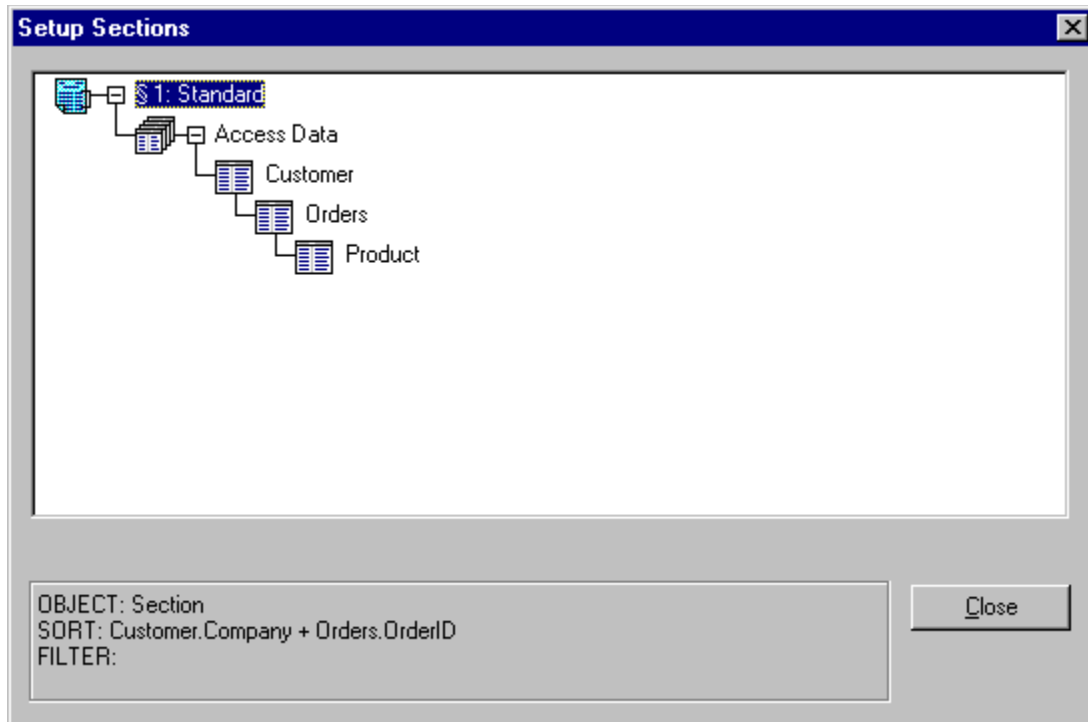 Setup Sections
§ 1: Standard
Access Data
Customer
Orders
Product
OBJECT: Section
SORT: Customer.Company + Orders.OrderID
FILTER:
Close